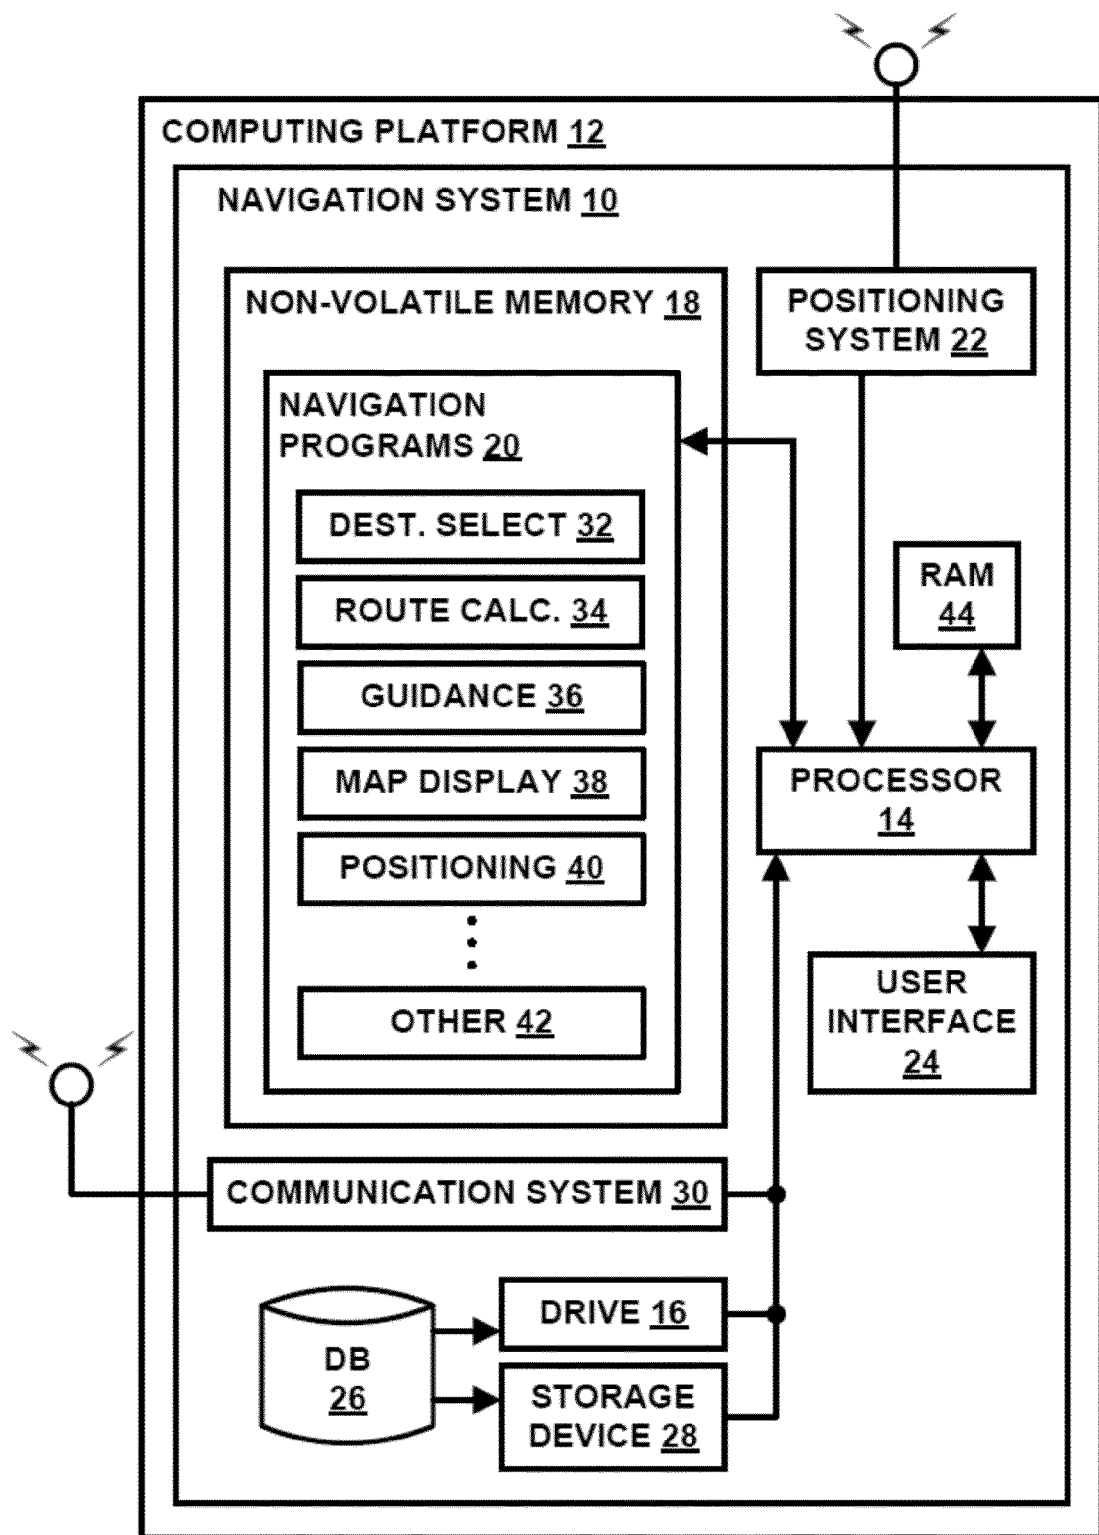 COMPUTING PLATFORM 12
NAVIGATION SYSTEM 10
NON-VOLATILE MEMORY 18
NAVIGATION
PROGRAMS 20
DEST. SELECT 32
ROUTE CALC. 34
GUIDANCE 36
MAP DISPLAY 38
POSITIONING 40
OTHER 42
POSITIONING
SYSTEM 22
RAM
44
PROCESSOR
14
USER
INTERFACE
24
COMMUNICATION SYSTEM 30
DB
26
DRIVE 16
STORAGE
DEVICE 28